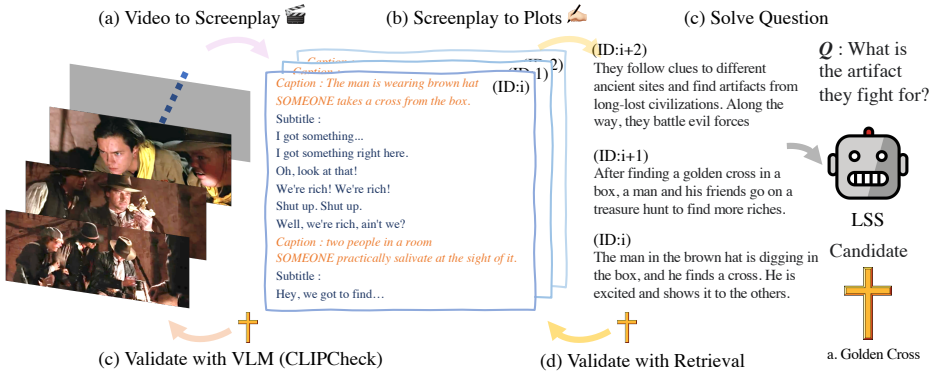 (a) Video to Screenplay
(b) Screenplay to Plots
(c) Solve Question
2)
(ID:i+1)
(ID:i)
Caption : The man is wearing brown hat
SOMEONE takes a cross from the box.
Subtitle :
I got something...
I got something right here.
Oh, look at that!
We're rich! We're rich!
Shut up. Shut up.
Well, we're rich, ain't we?
Caption : two people in a room
SOMEONE practically salivate at the sight of it.
Subtitle :
Hey, we got to find…
(ID:i+2)
They follow clues to different
ancient sites and find artifacts from
long-lost civilizations. Along the
way, they battle evil forces
(ID:i+1)
After finding a golden cross in a
box, a man and his friends go on a
treasure hunt to find more riches.
(ID:i)
The man in the brown hat is digging in
the box, and he finds a cross. He is
excited and shows it to the others.
Q : What is
the artifact
they fight for?
LSS
Candidate
a. Golden Cross
(c) Validate with VLM (CLIPCheck)
(d) Validate with Retrieval